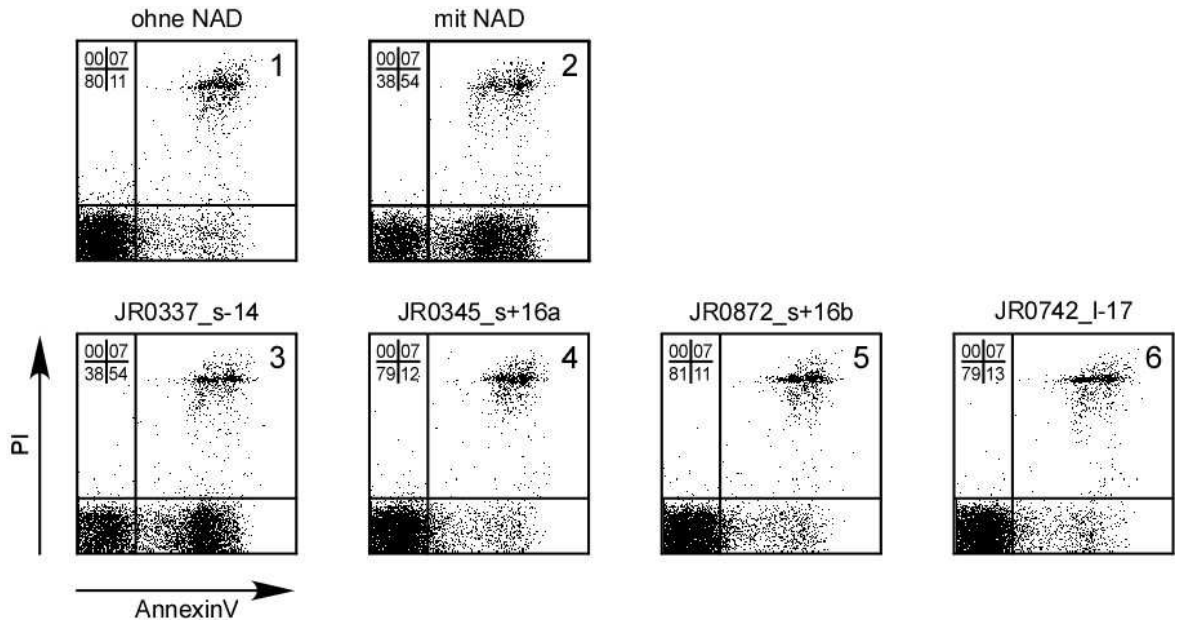 ohne NAD
mit NAD
00 07
80 11
1
00 07
38 54
2
JR0337_s-14
JR0345_s+16a
JR0872_s+16b
JR0742_l-17
00 07
38 54
3
00 07
79 12
4
00 07
81 11
5
00 07
79 13
6
PI
AnnexinV